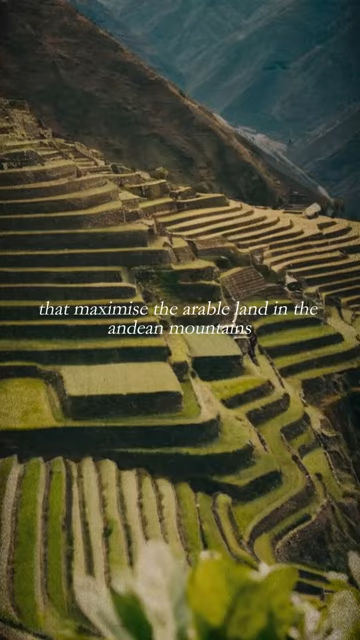 that maximise the arable land in the
andean mountains